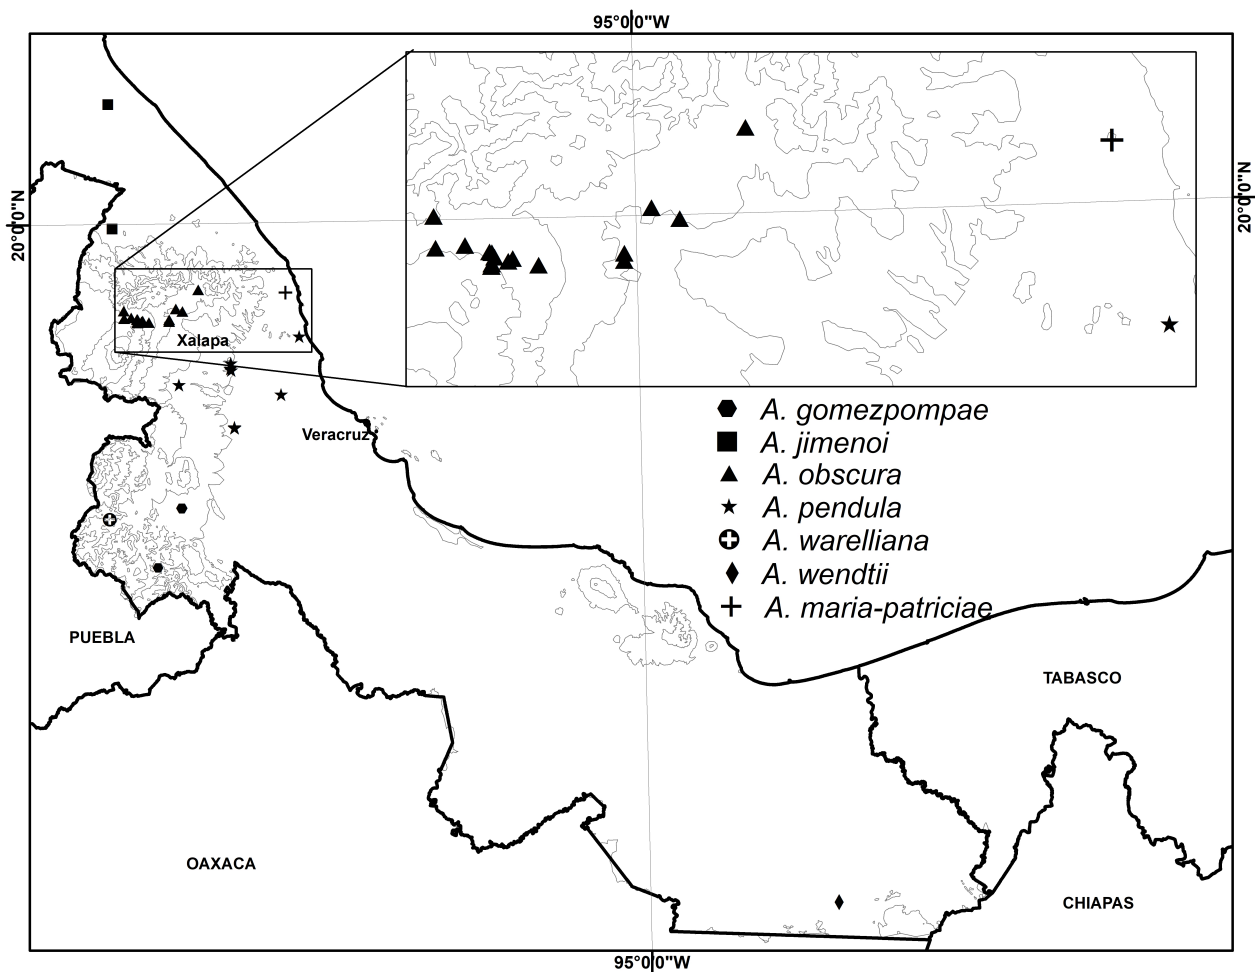 95°0'0"W
20°0'0"N
20°0'0"N
Xalapa
Veracruz
A. gomezpompae
A. jimenoi
A. obscura
A. pendula
A. warelliana
A. wendtii
A. maria-patriciae
PUEBLA
TABASCO
OAXACA
CHIAPAS
95°0'0"W